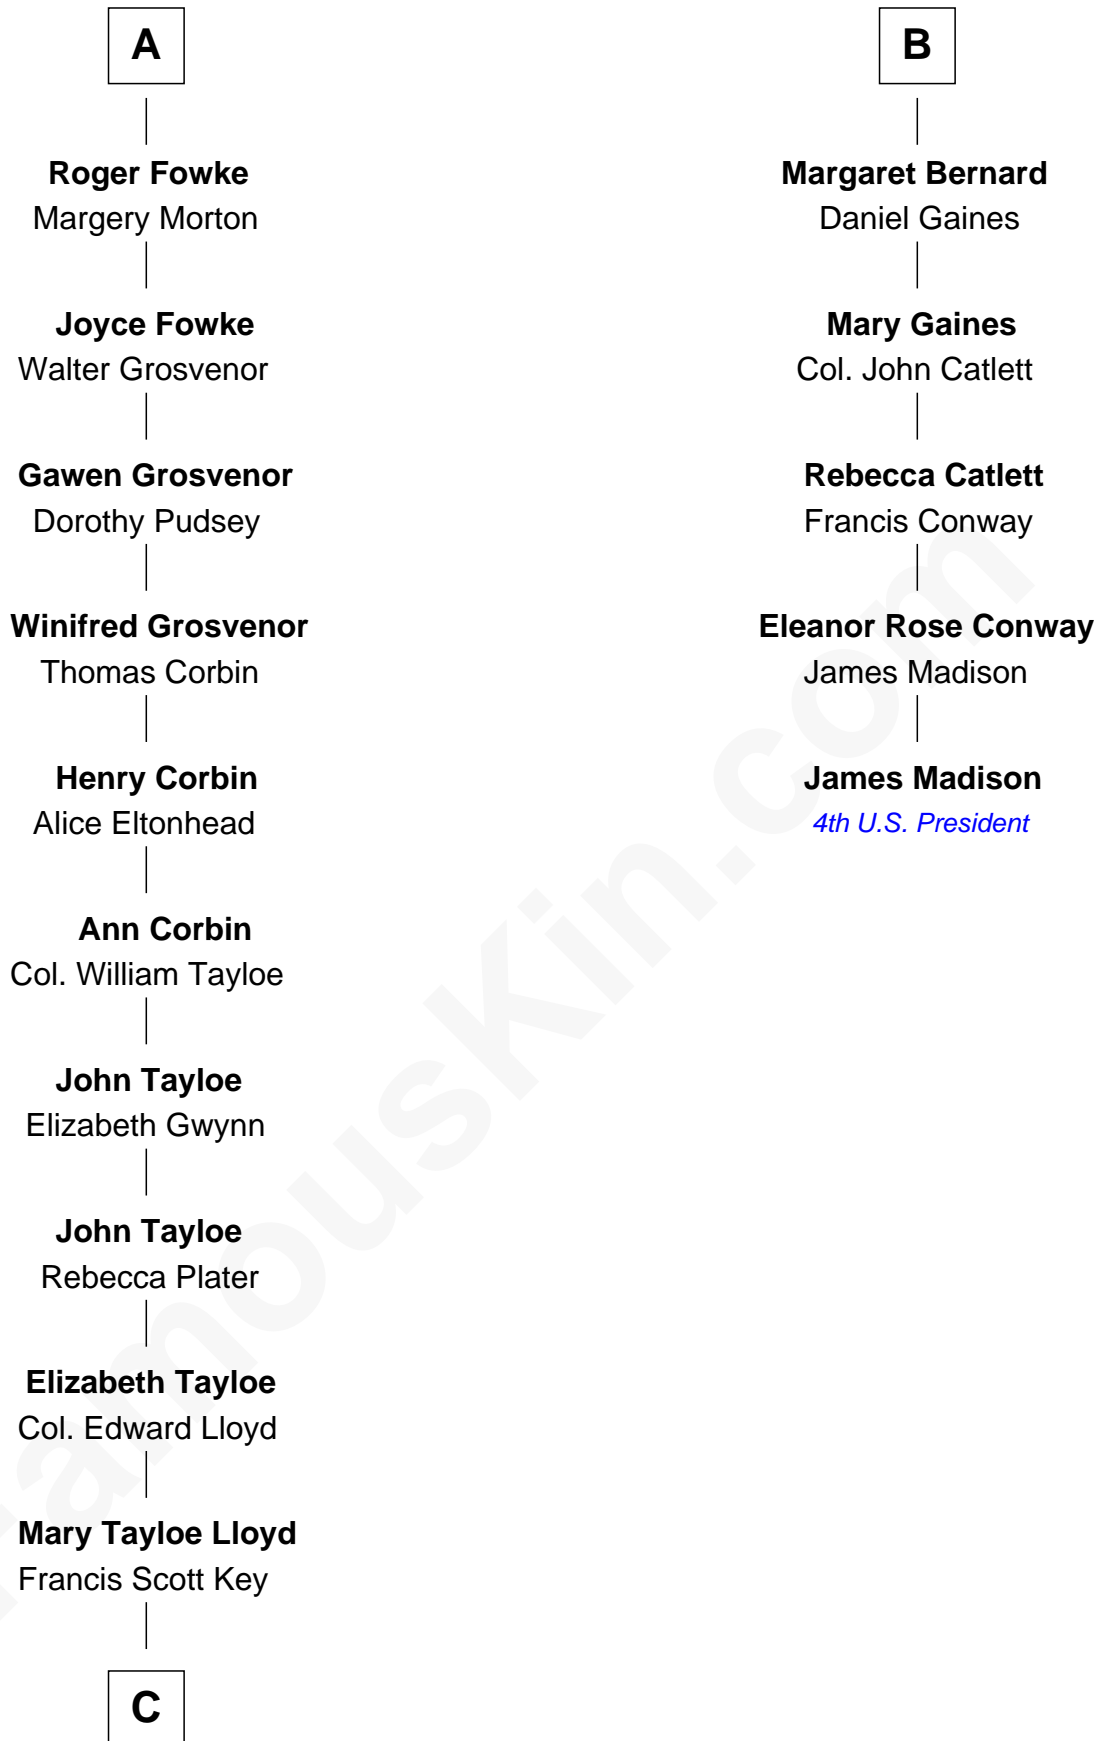 A
Roger Fowke
Margery Morton
Joyce Fowke
Walter Grosvenor
Gawen Grosvenor
Dorothy Pudsey
Winifred Grosvenor
Thomas Corbin
Henry Corbin
Alice Eltonhead
Ann Corbin
Col. William Tayloe
John Tayloe
Elizabeth Gwynn
John Tayloe
Rebecca Plater
Elizabeth Tayloe
Col. Edward Lloyd
Mary Tayloe Lloyd
Francis Scott Key
C
B
Margaret Bernard
Daniel Gaines
Mary Gaines
Col. John Catlett
Rebecca Catlett
Francis Conway
Eleanor Rose Conway
James Madison
James Madison
4th U.S. President
FamousKin.com